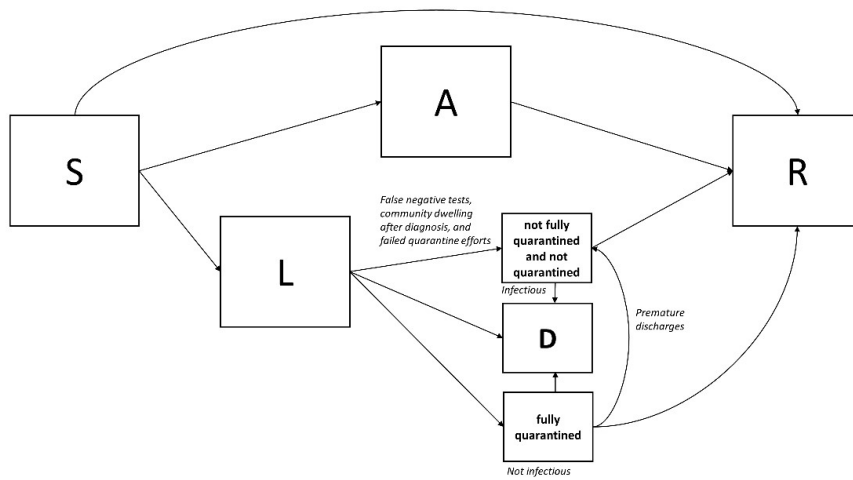 A
S
R
False negative tests,
community dwelling
after diagnosis, and
failed quarantine efforts
not fully
quarantined
and not
quarantined
L
Infectious
Premature
discharges
D
fully
quarantined
Not infectious